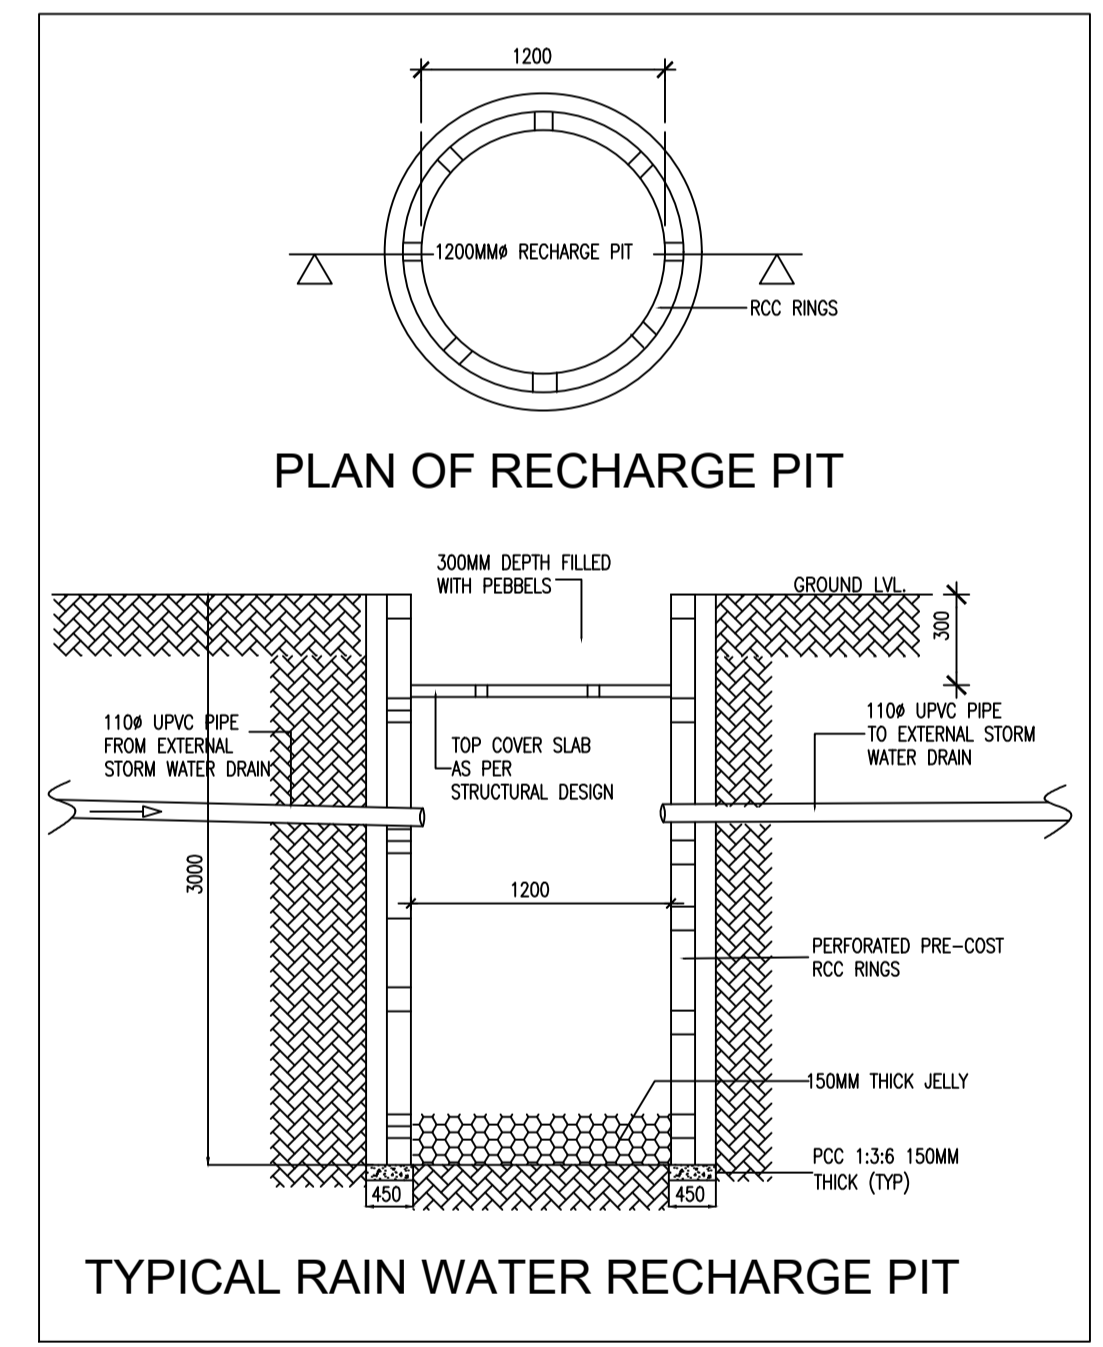 1200
1200MMø RECHARGE PIT
RCC RINGS
PLAN OF RECHARGE PIT
300MM DEPTH FILLED
WITH PEBBELS
GROUND LVL.
300
110ø UPVC PIPE
FROM EXTERNAL
STORM WATER DRAIN
TOP COVER SLAB
AS PER
STRUCTURAL DESIGN
110ø UPVC PIPE
TO EXTERNAL STORM
WATER DRAIN
3000
1200
PERFORATED PRE-COST
RCC RINGS
150MM THICK JELLY
PCC 1:3:6 150MM
THICK (TYP)
450
450
TYPICAL RAIN WATER RECHARGE PIT